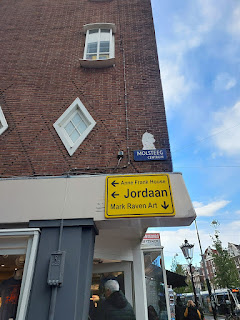 MOLSTEEG
CENTRUM
← Anne Frank House
← Jordaan
Mark Raven Art ↓